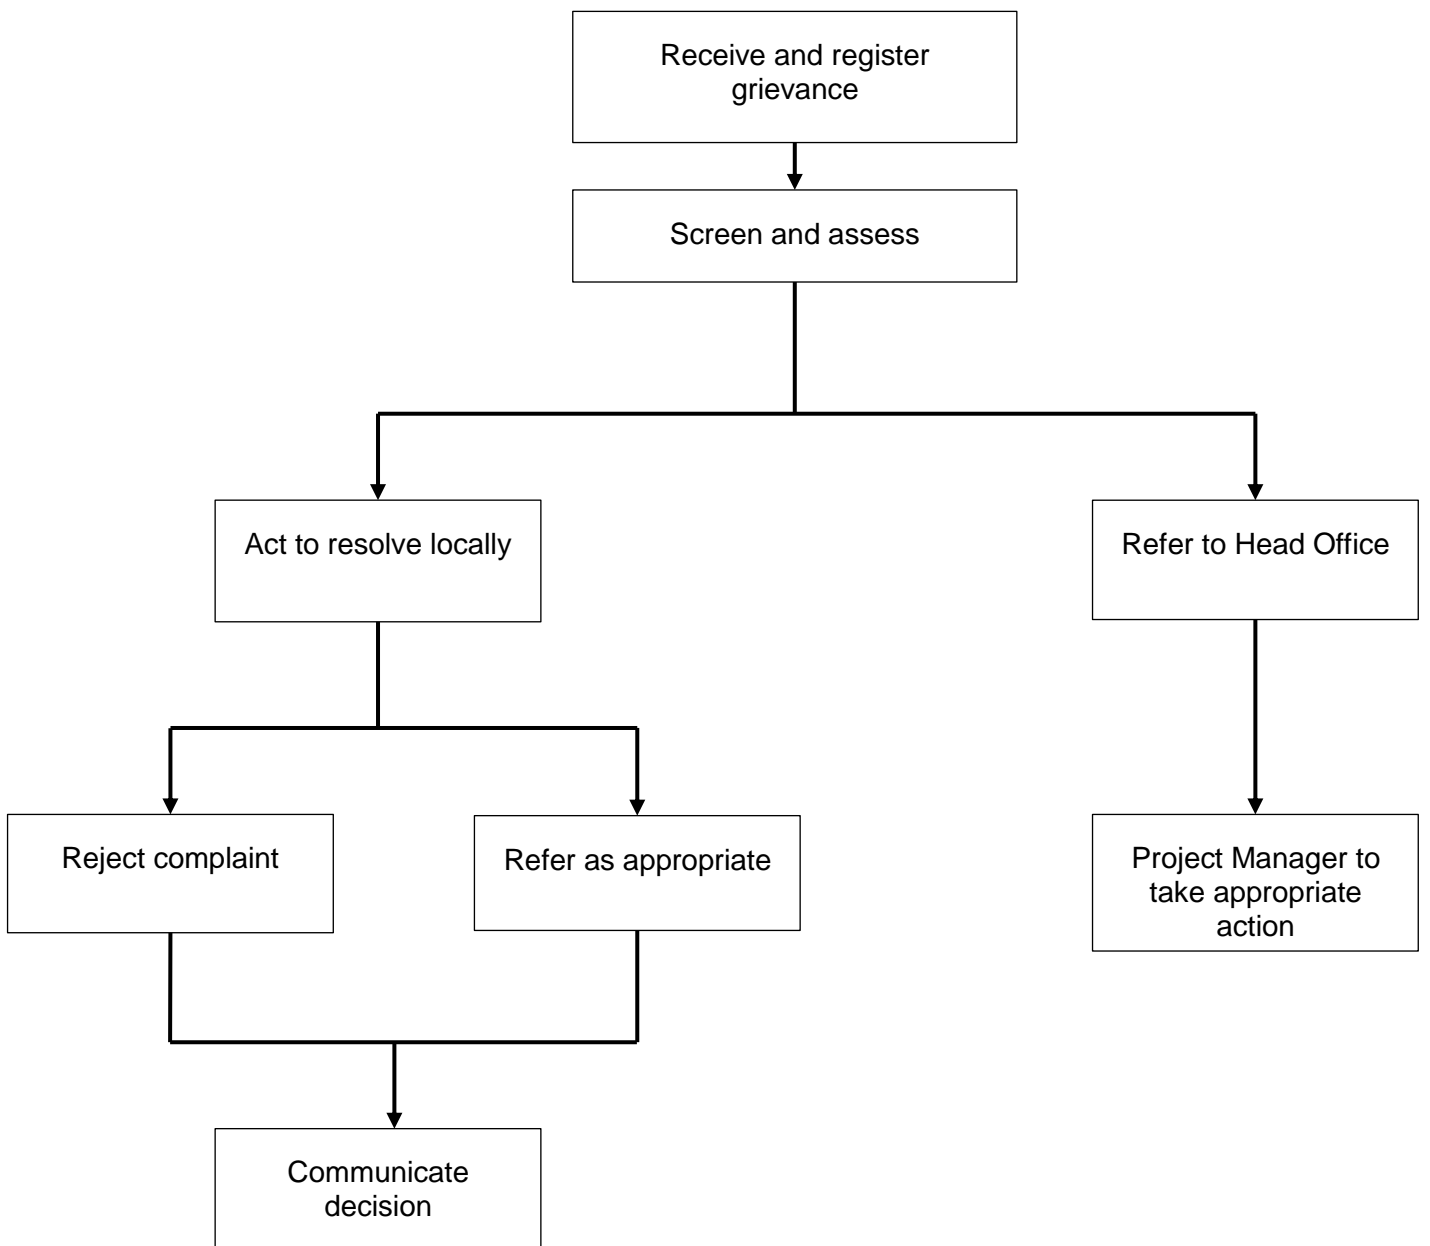 Receive and register
grievance
Screen and assess
Act to resolve locally
Refer to Head Office
Reject complaint
Refer as appropriate
Project Manager to
take appropriate
action
Communicate
decision